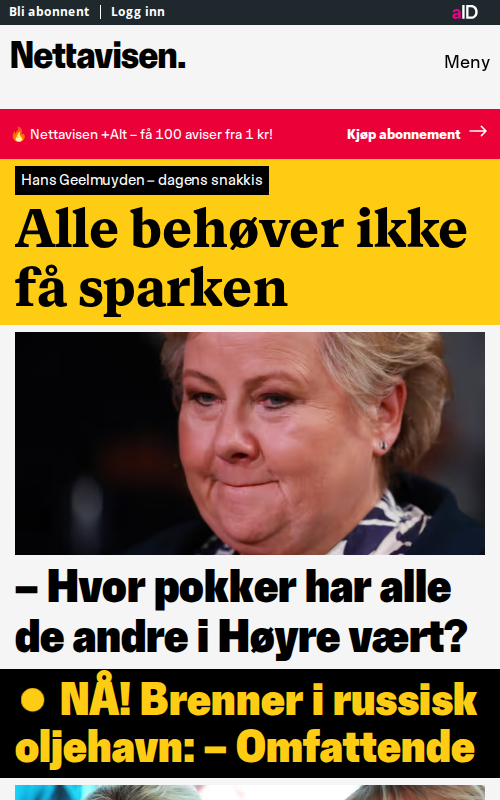 Bli abonnent | Logg inn
aID
Nettavisen.
Meny
🔥 Nettavisen +Alt – få 100 aviser fra 1 kr!
Kjøp abonnement →
Hans Geelmuyden – dagens snakkis
Alle behøver ikke
få sparken
– Hvor pokker har alle
de andre i Høyre vært?
● NÅ! Brenner i russisk
oljehavn: – Omfattende